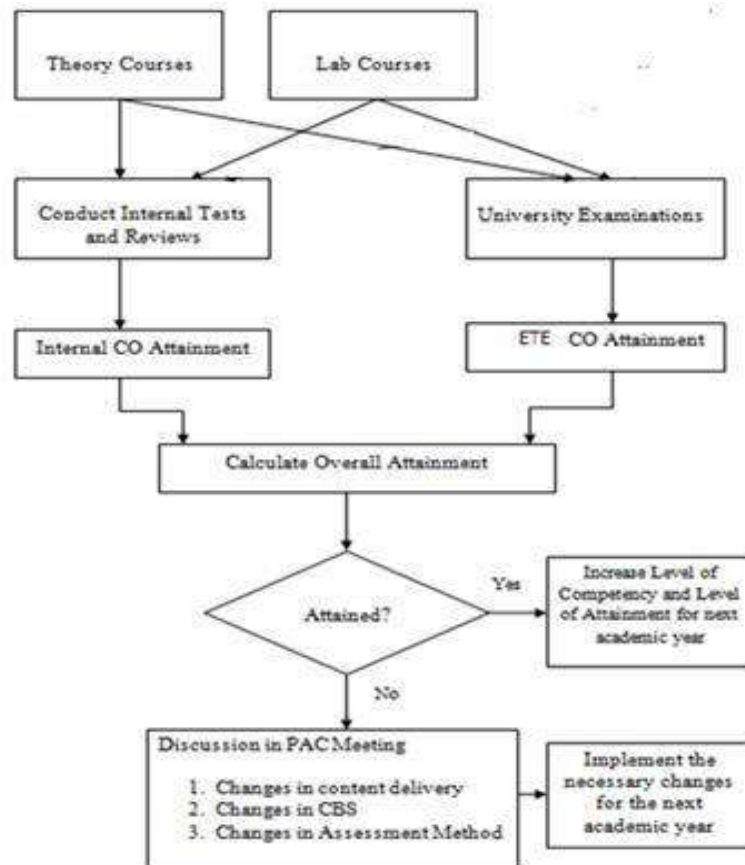 Theory Courses
Lab Courses
Conduct Internal Tests
and Reviews
University Examinations
Internal CO Attainment
ETE CO Attainment
Calculate Overall Attainment
Attained?
Yes
Increase Level of
Competency and Level
of Attainment for next
academic year
No
Discussion in PAC Meeting
1. Changes in content delivery
2. Changes in CBS
3. Changes in Assessment Method
Implement the
necessary changes
for the next
academic year